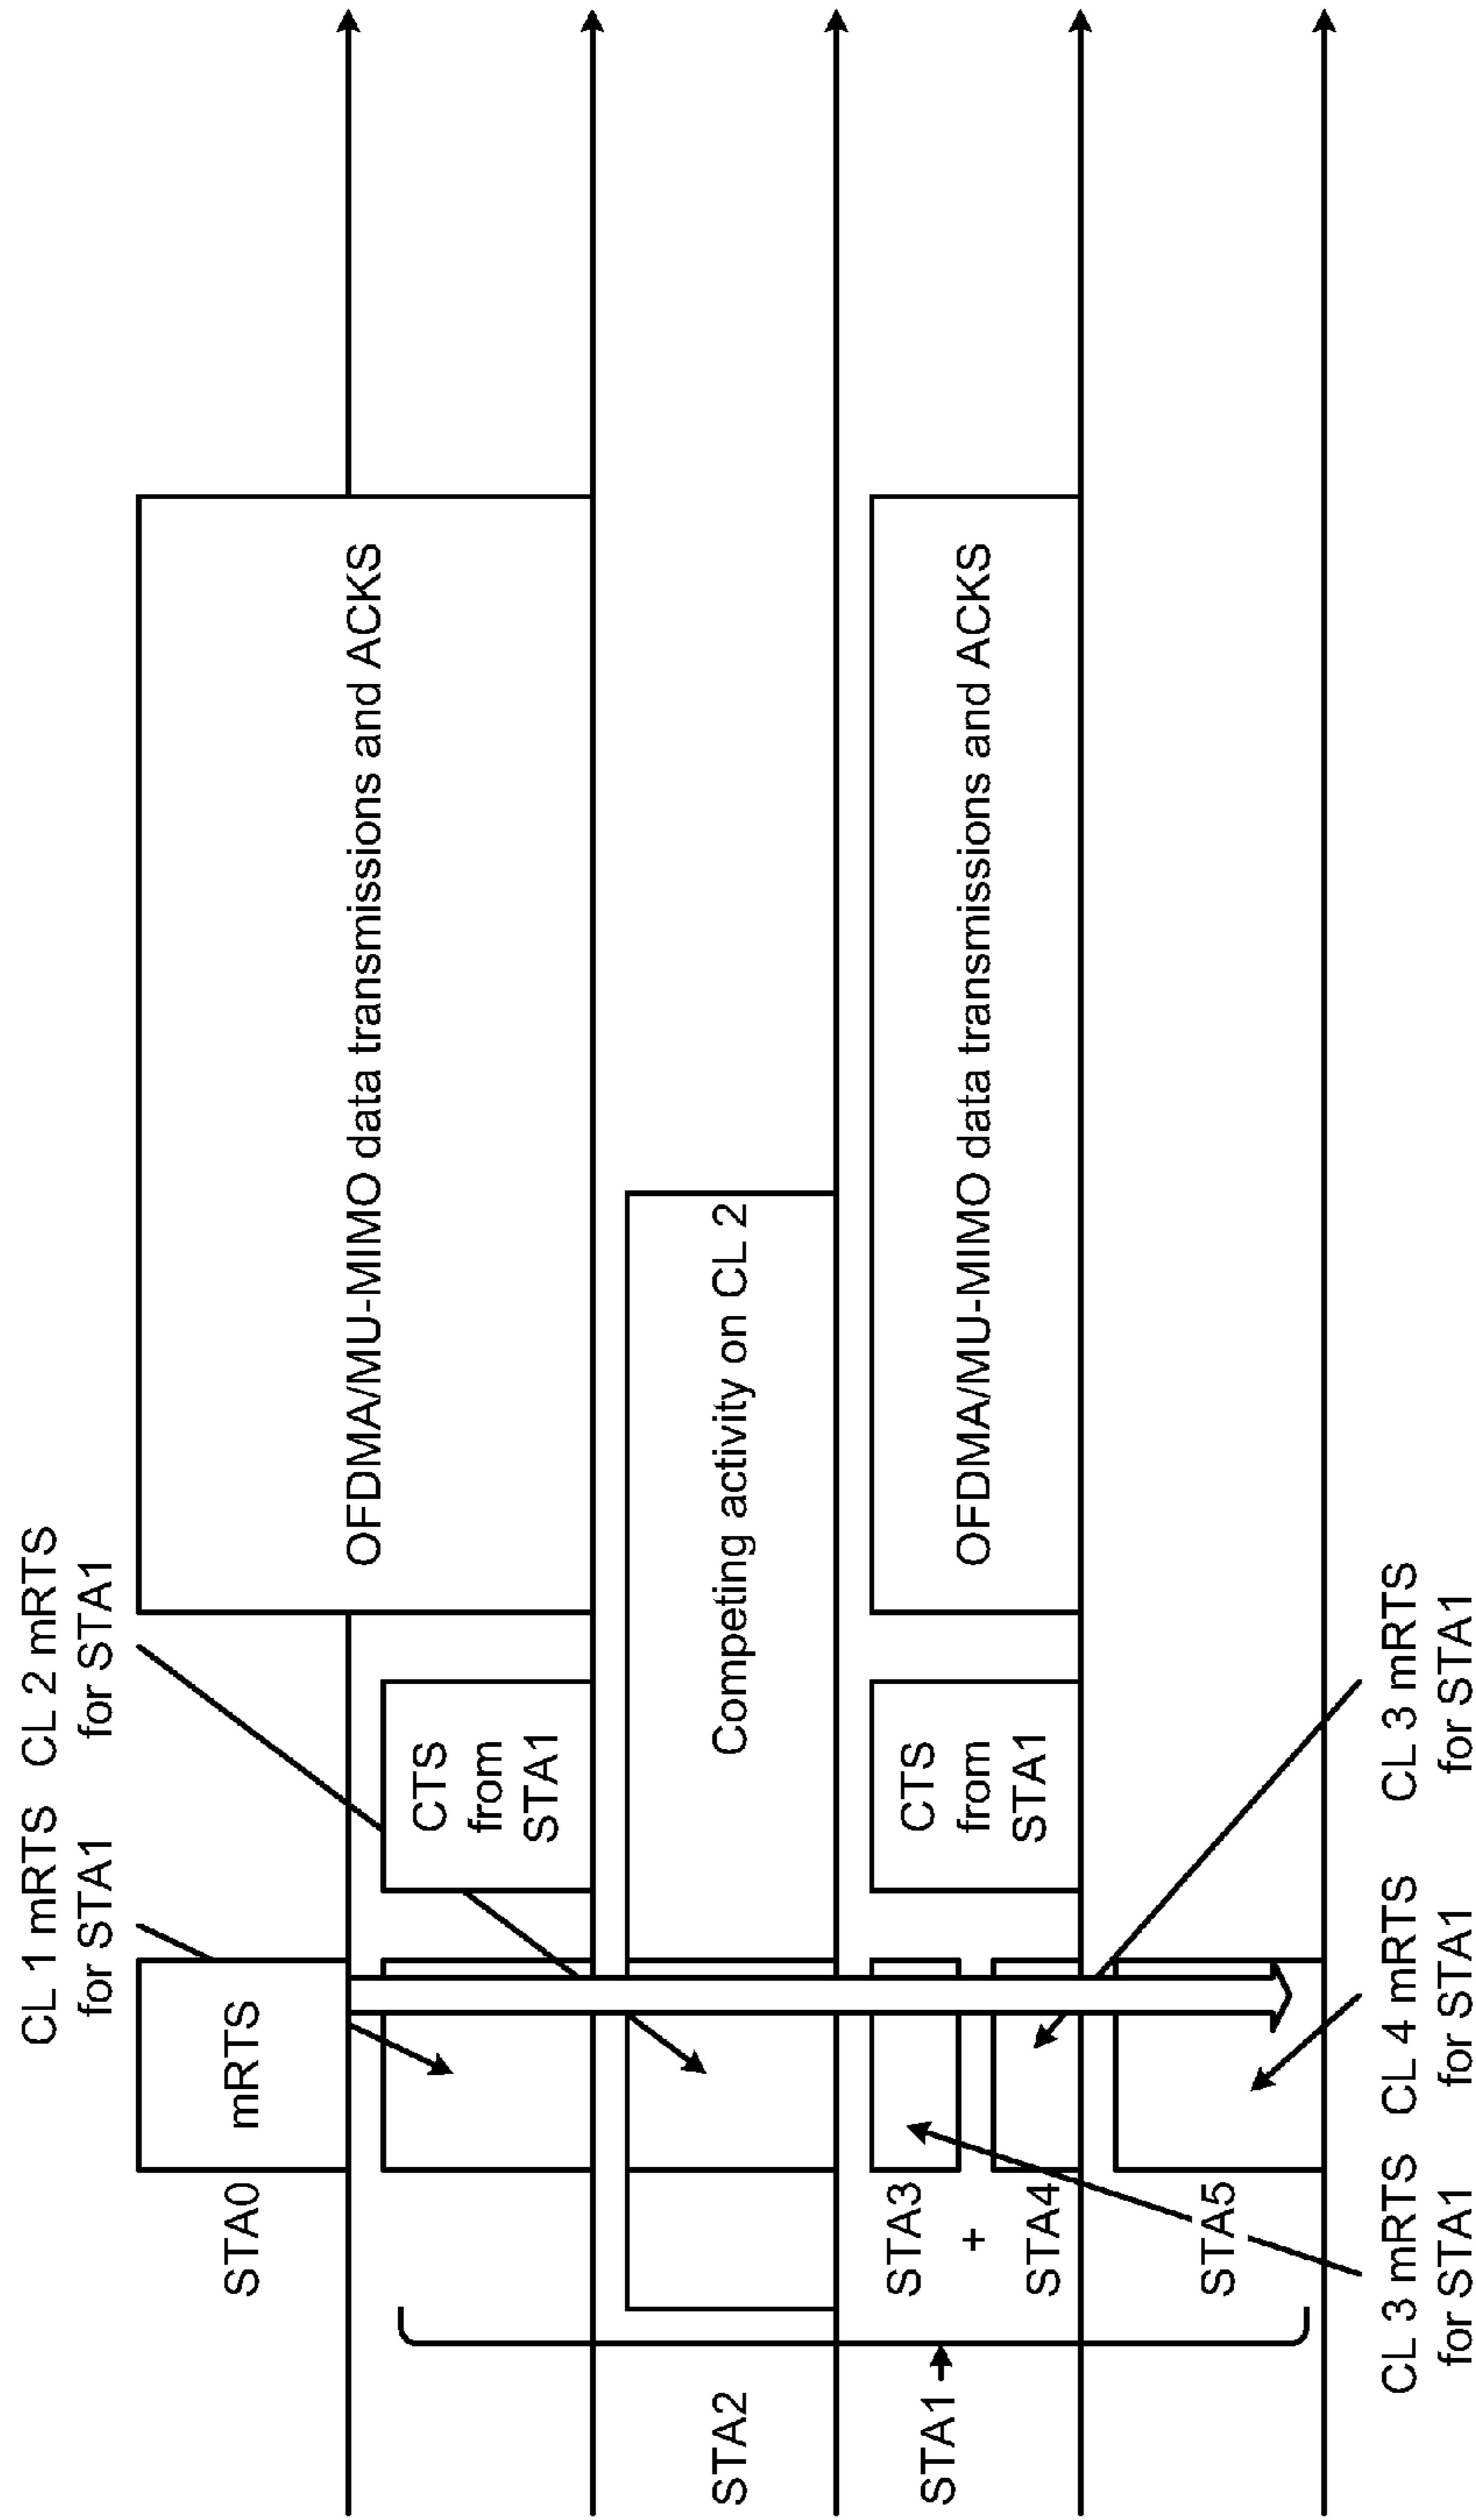 CL 1 mRTS
for STA1
CL 2 mRTS
for STA1
STA0
mRTS
OFDMA/MU-MIMO data transmissions and ACKS
CTS
from
STA1
STA2
Competing activity on CL 2
STA1
STA3
+
STA4
CTS
from
STA1
OFDMA/MU-MIMO data transmissions and ACKS
STA5
CL 3 mRTS
for STA1
CL 4 mRTS
for STA1
CL 3 mRTS
for STA1